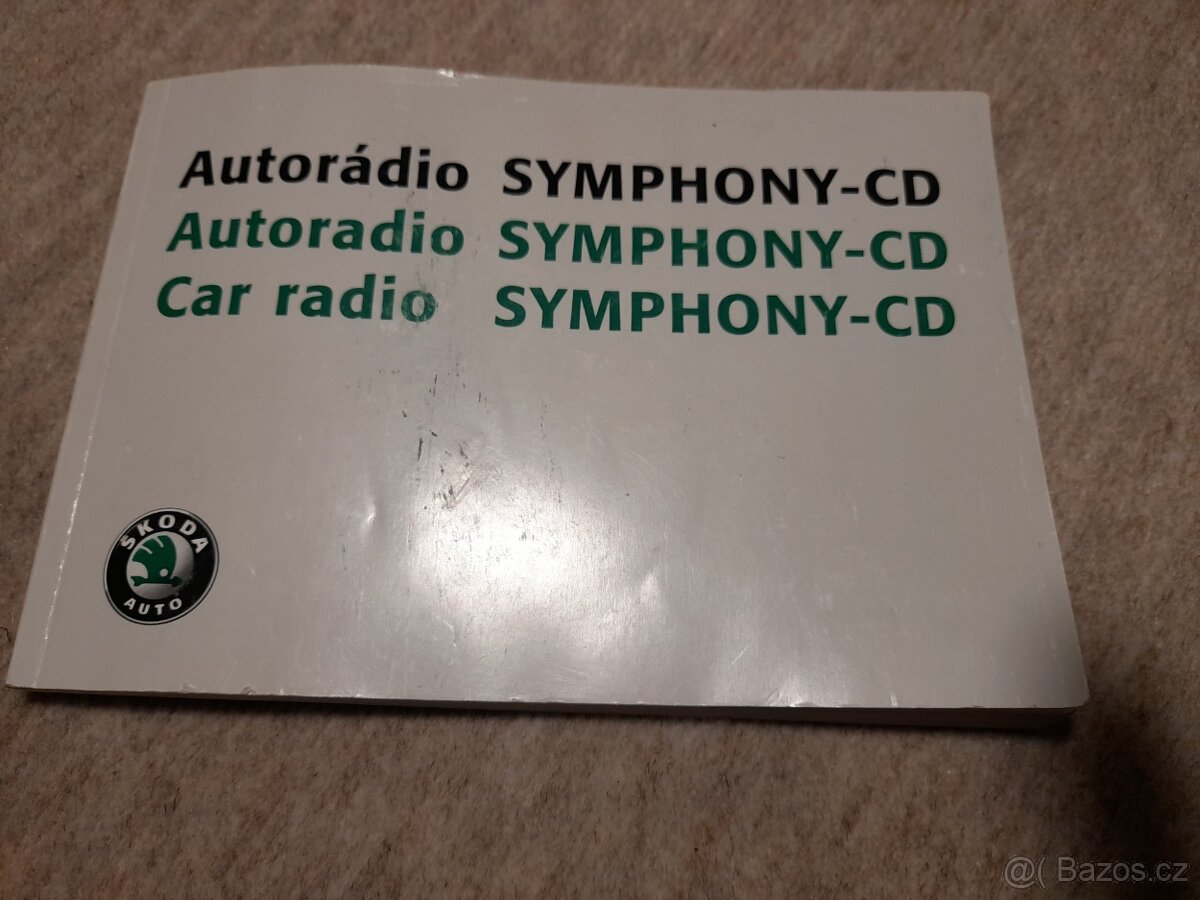 Autorádio SYMPHONY-CD
Autoradio SYMPHONY-CD
Car radio SYMPHONY-CD
ŠKODA
AUTO
@( Bazos.cz